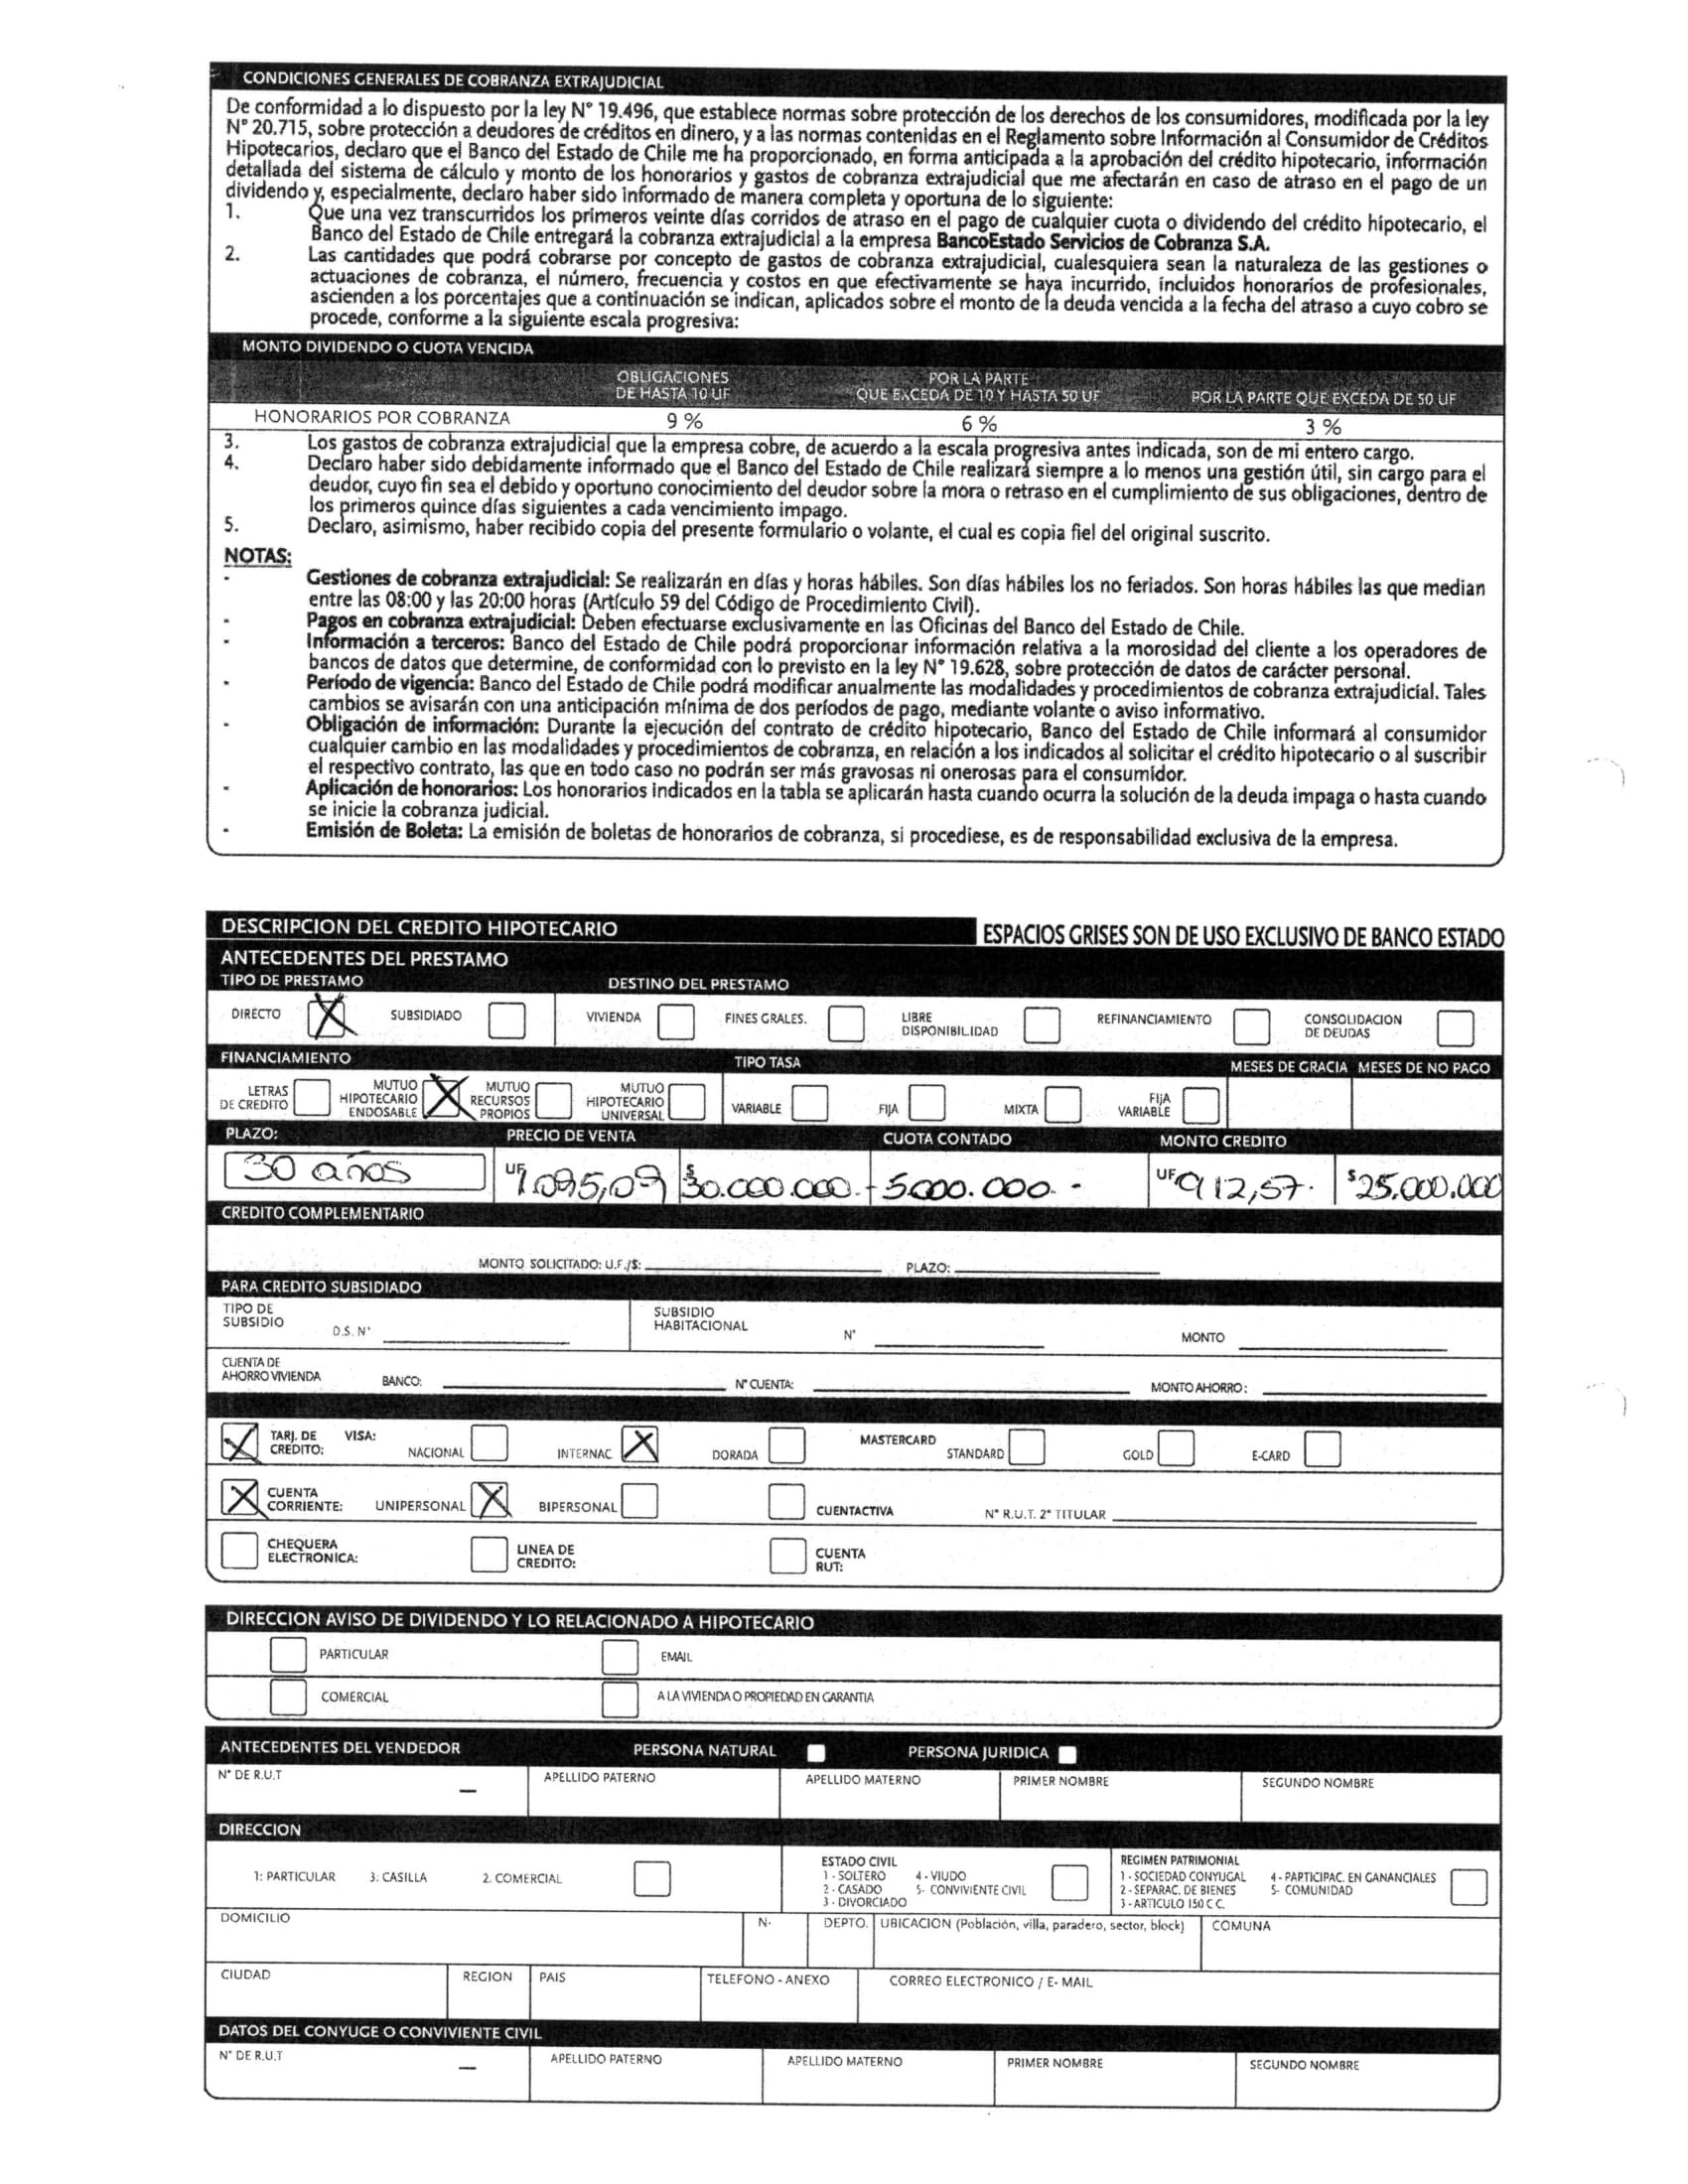 CONDICIONES GENERALES DE COBRANZA EXTRAJUDICIAL
De conformidad a lo dispuesto por la ley N° 19.496, que establece normas sobre protección de los derechos de los consumidores, modificada por la ley
N° 20.715, sobre protección a deudores de créditos en dinero, y a las normas contenidas en el Reglamento sobre Información al Consumidor de Créditos
Hipotecarios, declaro que el Banco del Estado de Chile me ha proporcionado, en forma anticipada a la aprobación del crédito hipotecario, información
detallada del sistema de cálculo y monto de los honorarios y gastos de cobranza extrajudicial que me afectarán en caso de atraso en el pago de un
dividendo y, especialmente, declaro haber sido informado de manera completa y oportuna de lo siguiente:
1. Que una vez transcurridos los primeros veinte días corridos de atraso en el pago de cualquier cuota o dividendo del crédito hipotecario, el
Banco del Estado de Chile entregará la cobranza extrajudicial a la empresa BancoEstado Servicios de Cobranza S.A.
2. Las cantidades que podrá cobrarse por concepto de gastos de cobranza extrajudicial, cualesquiera sean la naturaleza de las gestiones o
actuaciones de cobranza, el número, frecuencia y costos en que efectivamente se haya incurrido, incluidos honorarios de profesionales,
ascienden a los porcentajes que a continuación se indican, aplicados sobre el monto de la deuda vencida a la fecha del atraso a cuyo cobro se
procede, conforme a la siguiente escala progresiva:
MONTO DIVIDENDO O CUOTA VENCIDA
OBLIGACIONES DE HASTA 10 UF POR LA PARTE QUE EXCEDA DE 10 Y HASTA 50 UF POR LA PARTE QUE EXCEDA DE 50 UF
HONORARIOS POR COBRANZA 9 % 6 % 3 %
3. Los gastos de cobranza extrajudicial que la empresa cobre, de acuerdo a la escala progresiva antes indicada, son de mi entero cargo.
4. Declaro haber sido debidamente informado que el Banco del Estado de Chile realizará siempre a lo menos una gestión útil, sin cargo para el
deudor, cuyo fin sea el debido y oportuno conocimiento del deudor sobre la mora o retraso en el cumplimiento de sus obligaciones, dentro de
los primeros quince días siguientes a cada vencimiento impago.
5. Declaro, asimismo, haber recibido copia del presente formulario o volante, el cual es copia fiel del original suscrito.
NOTAS:
- Gestiones de cobranza extrajudicial: Se realizarán en días y horas hábiles. Son días hábiles los no feriados. Son horas hábiles las que median
entre las 08:00 y las 20:00 horas (Artículo 59 del Código de Procedimiento Civil).
- Pagos en cobranza extrajudicial: Deben efectuarse exclusivamente en las Oficinas del Banco del Estado de Chile.
- Información a terceros: Banco del Estado de Chile podrá proporcionar información relativa a la morosidad del cliente a los operadores de
bancos de datos que determine, de conformidad con lo previsto en la ley N° 19.628, sobre protección de datos de carácter personal.
- Período de vigencia: Banco del Estado de Chile podrá modificar anualmente las modalidades y procedimientos de cobranza extrajudicial. Tales
cambios se avisarán con una anticipación mínima de dos períodos de pago, mediante volante o aviso informativo.
- Obligación de información: Durante la ejecución del contrato de crédito hipotecario, Banco del Estado de Chile informará al consumidor
cualquier cambio en las modalidades y procedimientos de cobranza, en relación a los indicados al solicitar el crédito hipotecario o al suscribir
el respectivo contrato, las que en todo caso no podrán ser más gravosas ni onerosas para el consumidor.
- Aplicación de honorarios: Los honorarios indicados en la tabla se aplicarán hasta cuando ocurra la solución de la deuda impaga o hasta cuando
se inicie la cobranza judicial.
- Emisión de Boleta: La emisión de boletas de honorarios de cobranza, si procediese, es de responsabilidad exclusiva de la empresa.
DESCRIPCION DEL CREDITO HIPOTECARIO ESPACIOS GRISES SON DE USO EXCLUSIVO DE BANCO ESTADO
ANTECEDENTES DEL PRESTAMO
TIPO DE PRESTAMO DESTINO DEL PRESTAMO
DIRECTO X SUBSIDIADO VIVIENDA FINES GRALES. LIBRE DISPONIBILIDAD REFINANCIAMIENTO CONSOLIDACION DE DEUDAS
FINANCIAMIENTO TIPO TASA MESES DE GRACIA MESES DE NO PAGO
LETRAS DE CREDITO MUTUO HIPOTECARIO ENDOSABLE X MUTUO RECURSOS PROPIOS MUTUO HIPOTECARIO UNIVERSAL VARIABLE FIJA MIXTA FIJA VARIABLE
PLAZO: PRECIO DE VENTA CUOTA CONTADO MONTO CREDITO
30 años UF 1.095,09 $ 30.000.000.- 5.000.000.- UF 912,57.- $ 25.000.000
CREDITO COMPLEMENTARIO
MONTO SOLICITADO: U.F./$: PLAZO:
PARA CREDITO SUBSIDIADO
TIPO DE SUBSIDIO D.S. N° SUBSIDIO HABITACIONAL N° MONTO
CUENTA DE AHORRO VIVIENDA BANCO: N° CUENTA: MONTO AHORRO:
X TARJ. DE CREDITO: VISA: NACIONAL INTERNAC X DORADA MASTERCARD STANDARD GOLD E-CARD
X CUENTA CORRIENTE: UNIPERSONAL X BIPERSONAL CUENTACTIVA N° R.U.T. 2° TITULAR
CHEQUERA ELECTRONICA: LINEA DE CREDITO: CUENTA RUT:
DIRECCION AVISO DE DIVIDENDO Y LO RELACIONADO A HIPOTECARIO
PARTICULAR EMAIL
COMERCIAL A LA VIVIENDA O PROPIEDAD EN GARANTIA
ANTECEDENTES DEL VENDEDOR PERSONA NATURAL PERSONA JURIDICA
N° DE R.U.T – APELLIDO PATERNO APELLIDO MATERNO PRIMER NOMBRE SEGUNDO NOMBRE
DIRECCION
1: PARTICULAR 3: CASILLA 2. COMERCIAL
ESTADO CIVIL
1 - SOLTERO 4 - VIUDO
2 - CASADO 5- CONVIVIENTE CIVIL
3 - DIVORCIADO
REGIMEN PATRIMONIAL
1 - SOCIEDAD CONYUGAL 4 - PARTICIPAC. EN GANANCIALES
2 - SEPARAC. DE BIENES 5- COMUNIDAD
3 - ARTICULO 150 C C.
DOMICILIO N° DEPTO. UBICACION (Población, villa, paradero, sector, block) COMUNA
CIUDAD REGION PAIS TELEFONO - ANEXO CORREO ELECTRONICO / E- MAIL
DATOS DEL CONYUGE O CONVIVIENTE CIVIL
N° DE R.U.T – APELLIDO PATERNO APELLIDO MATERNO PRIMER NOMBRE SEGUNDO NOMBRE